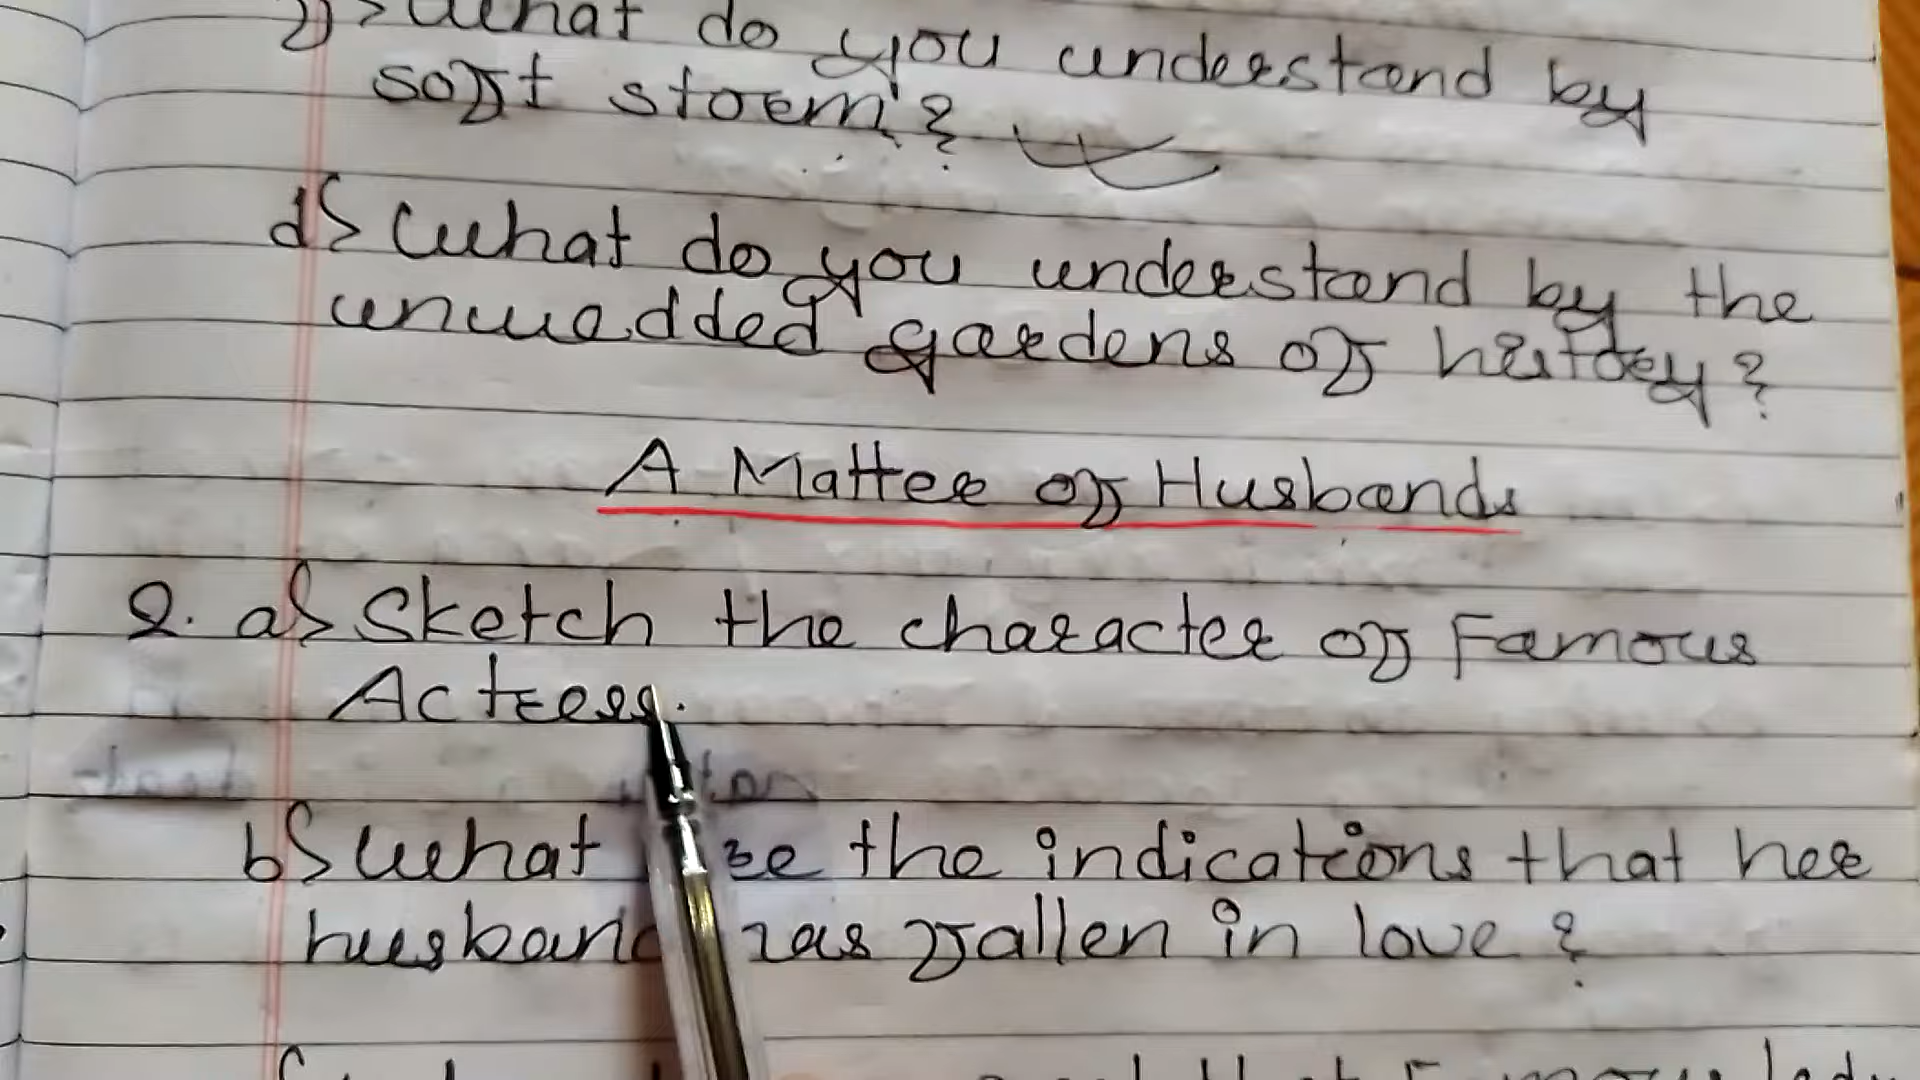 What do you understand by
soft storm'?
d> What do you understand by the
unwedded gardens of history?
A Matter of Husbands
2. a> Sketch the character of Famous
Actress.
b> What are the indications that her
husband has fallen in love?